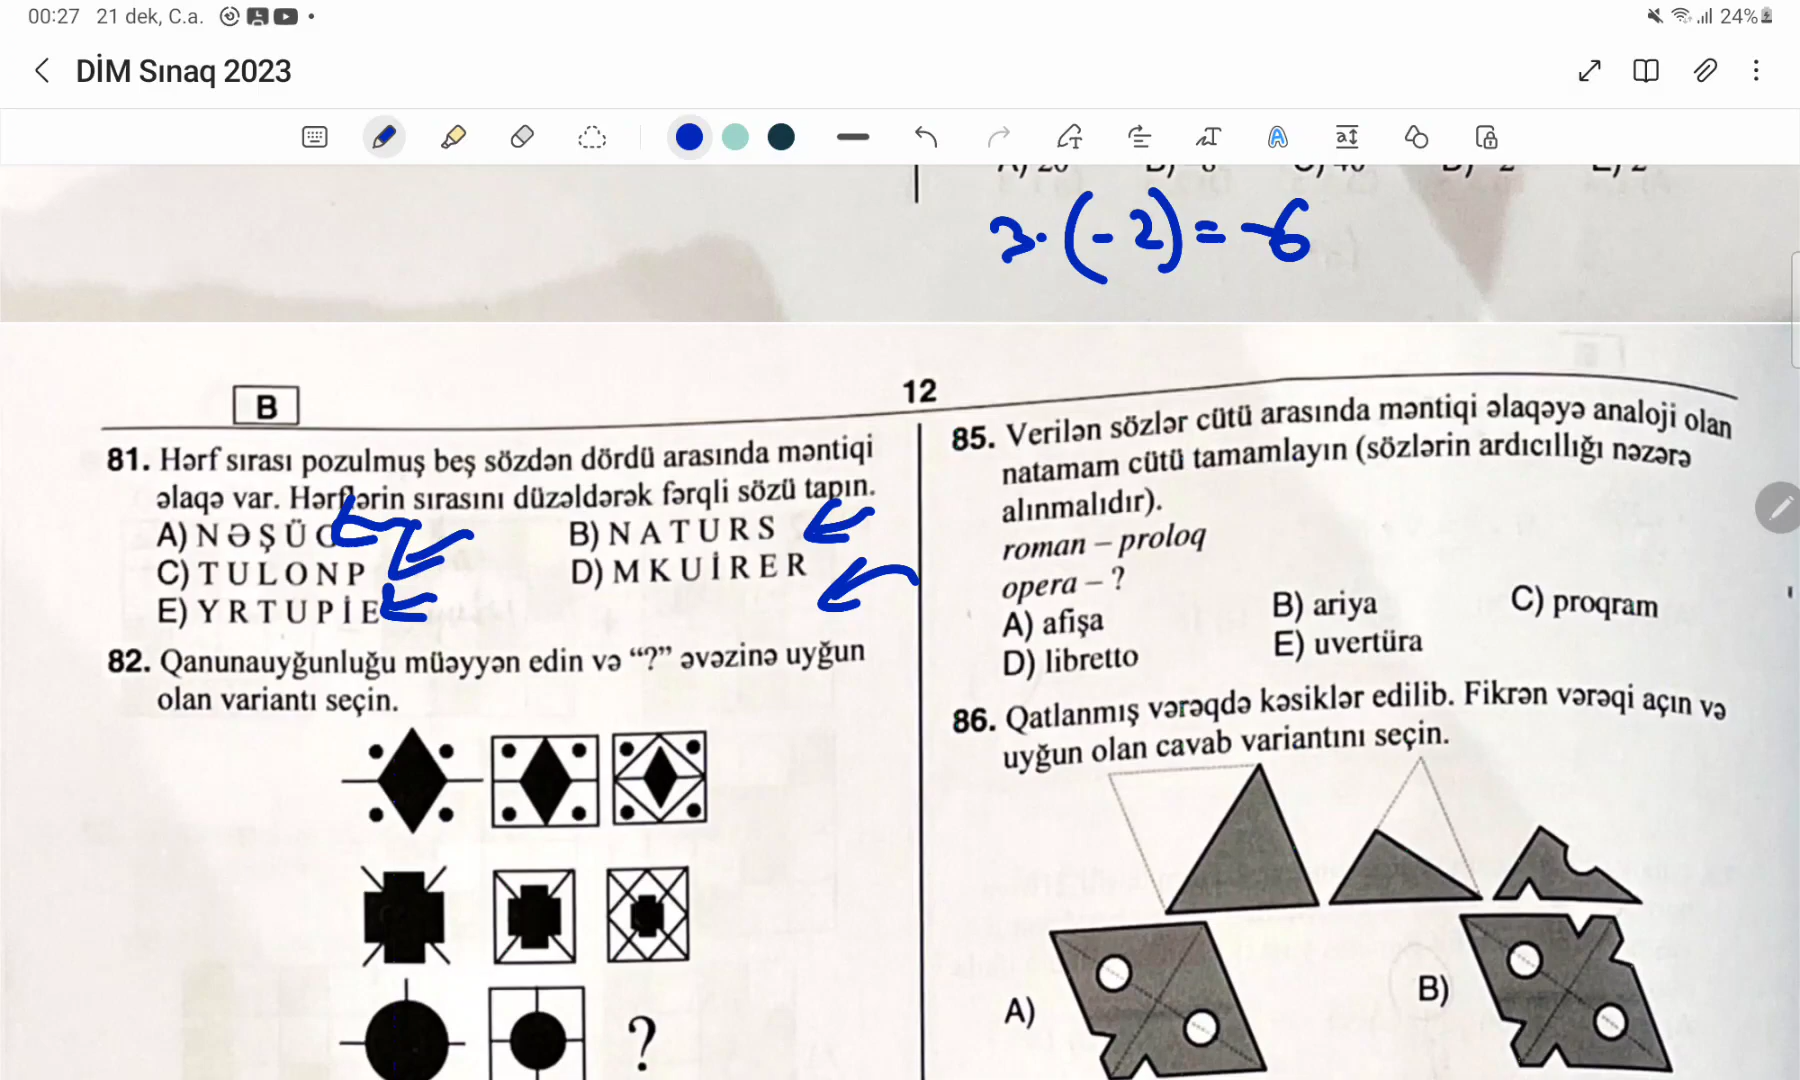 00:27 21 dek, C.a.
24%
DİM Sınaq 2023
3·(-2)=-6
B
12
81. Hərf sırası pozulmuş beş sözdən dördü arasında məntiqi
əlaqə var. Hərflərin sırasını düzəldərək fərqli sözü tapın.
A) N Ə Ş Ü
B) N A T U R S
C) T U L O N P
D) M K U İ R E R
E) Y R T U P İ E
82. Qanunauyğunluğu müəyyən edin və “?” əvəzinə uyğun
olan variantı seçin.
?
85. Verilən sözlər cütü arasında məntiqi əlaqəyə analoji olan
natamam cütü tamamlayın (sözlərin ardıcıllığı nəzərə
alınmalıdır).
roman – proloq
opera – ?
A) afişa
B) ariya
C) proqram
D) libretto
E) uvertüra
86. Qatlanmış vərəqdə kəsiklər edilib. Fikrən vərəqi açın və
uyğun olan cavab variantını seçin.
A)
B)